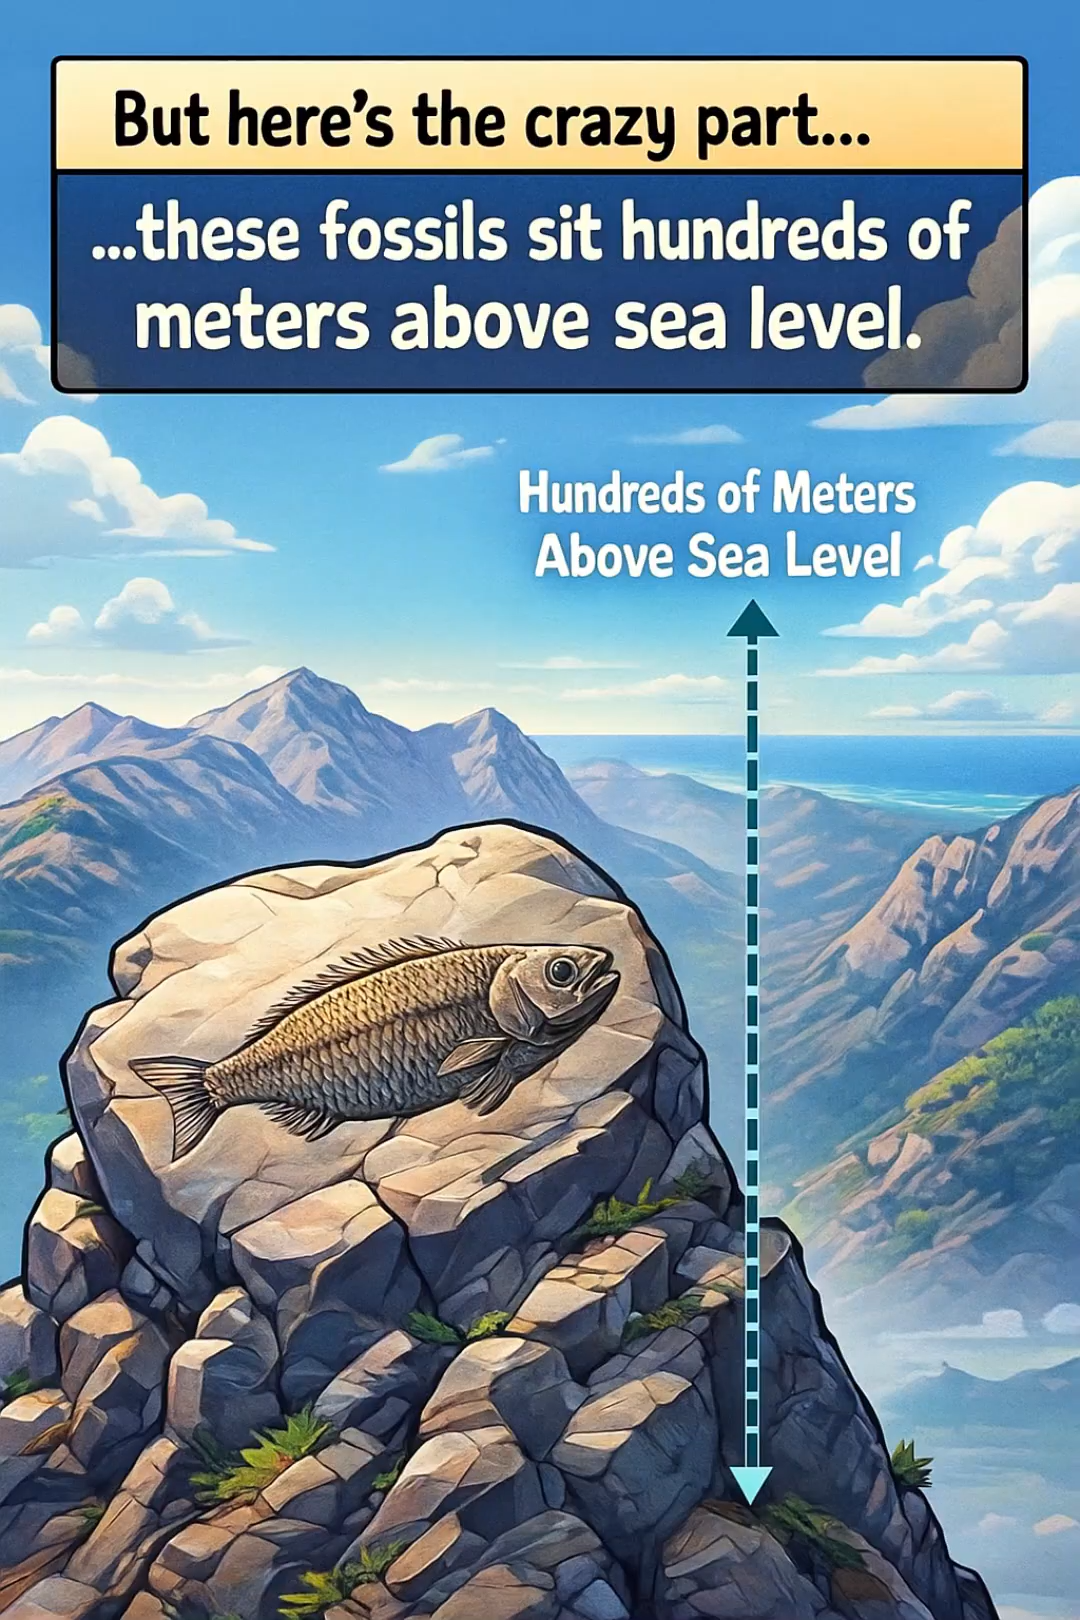 But here’s the crazy part...
...these fossils sit hundreds of
meters above sea level.
Hundreds of Meters
Above Sea Level